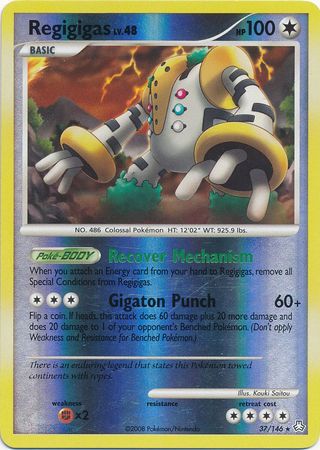 Regigigas LV.48 HP 100
BASIC
NO. 486 Colossal Pokémon HT: 12'02" WT: 925.9 lbs.
Poké-BODY Recover Mechanism
When you attach an Energy card from your hand to Regigigas, remove all
Special Conditions from Regigigas.
Gigaton Punch 60+
Flip a coin. If heads, this attack does 60 damage plus 20 more damage and
does 20 damage to 1 of your opponent's Benched Pokémon. (Don't apply
Weakness and Resistance for Benched Pokémon.)
There is an enduring legend that states this Pokémon towed
continents with ropes.
Illus. Kouki Saitou
weakness resistance retreat cost
×2
©2008 Pokémon/Nintendo 37/146 ★